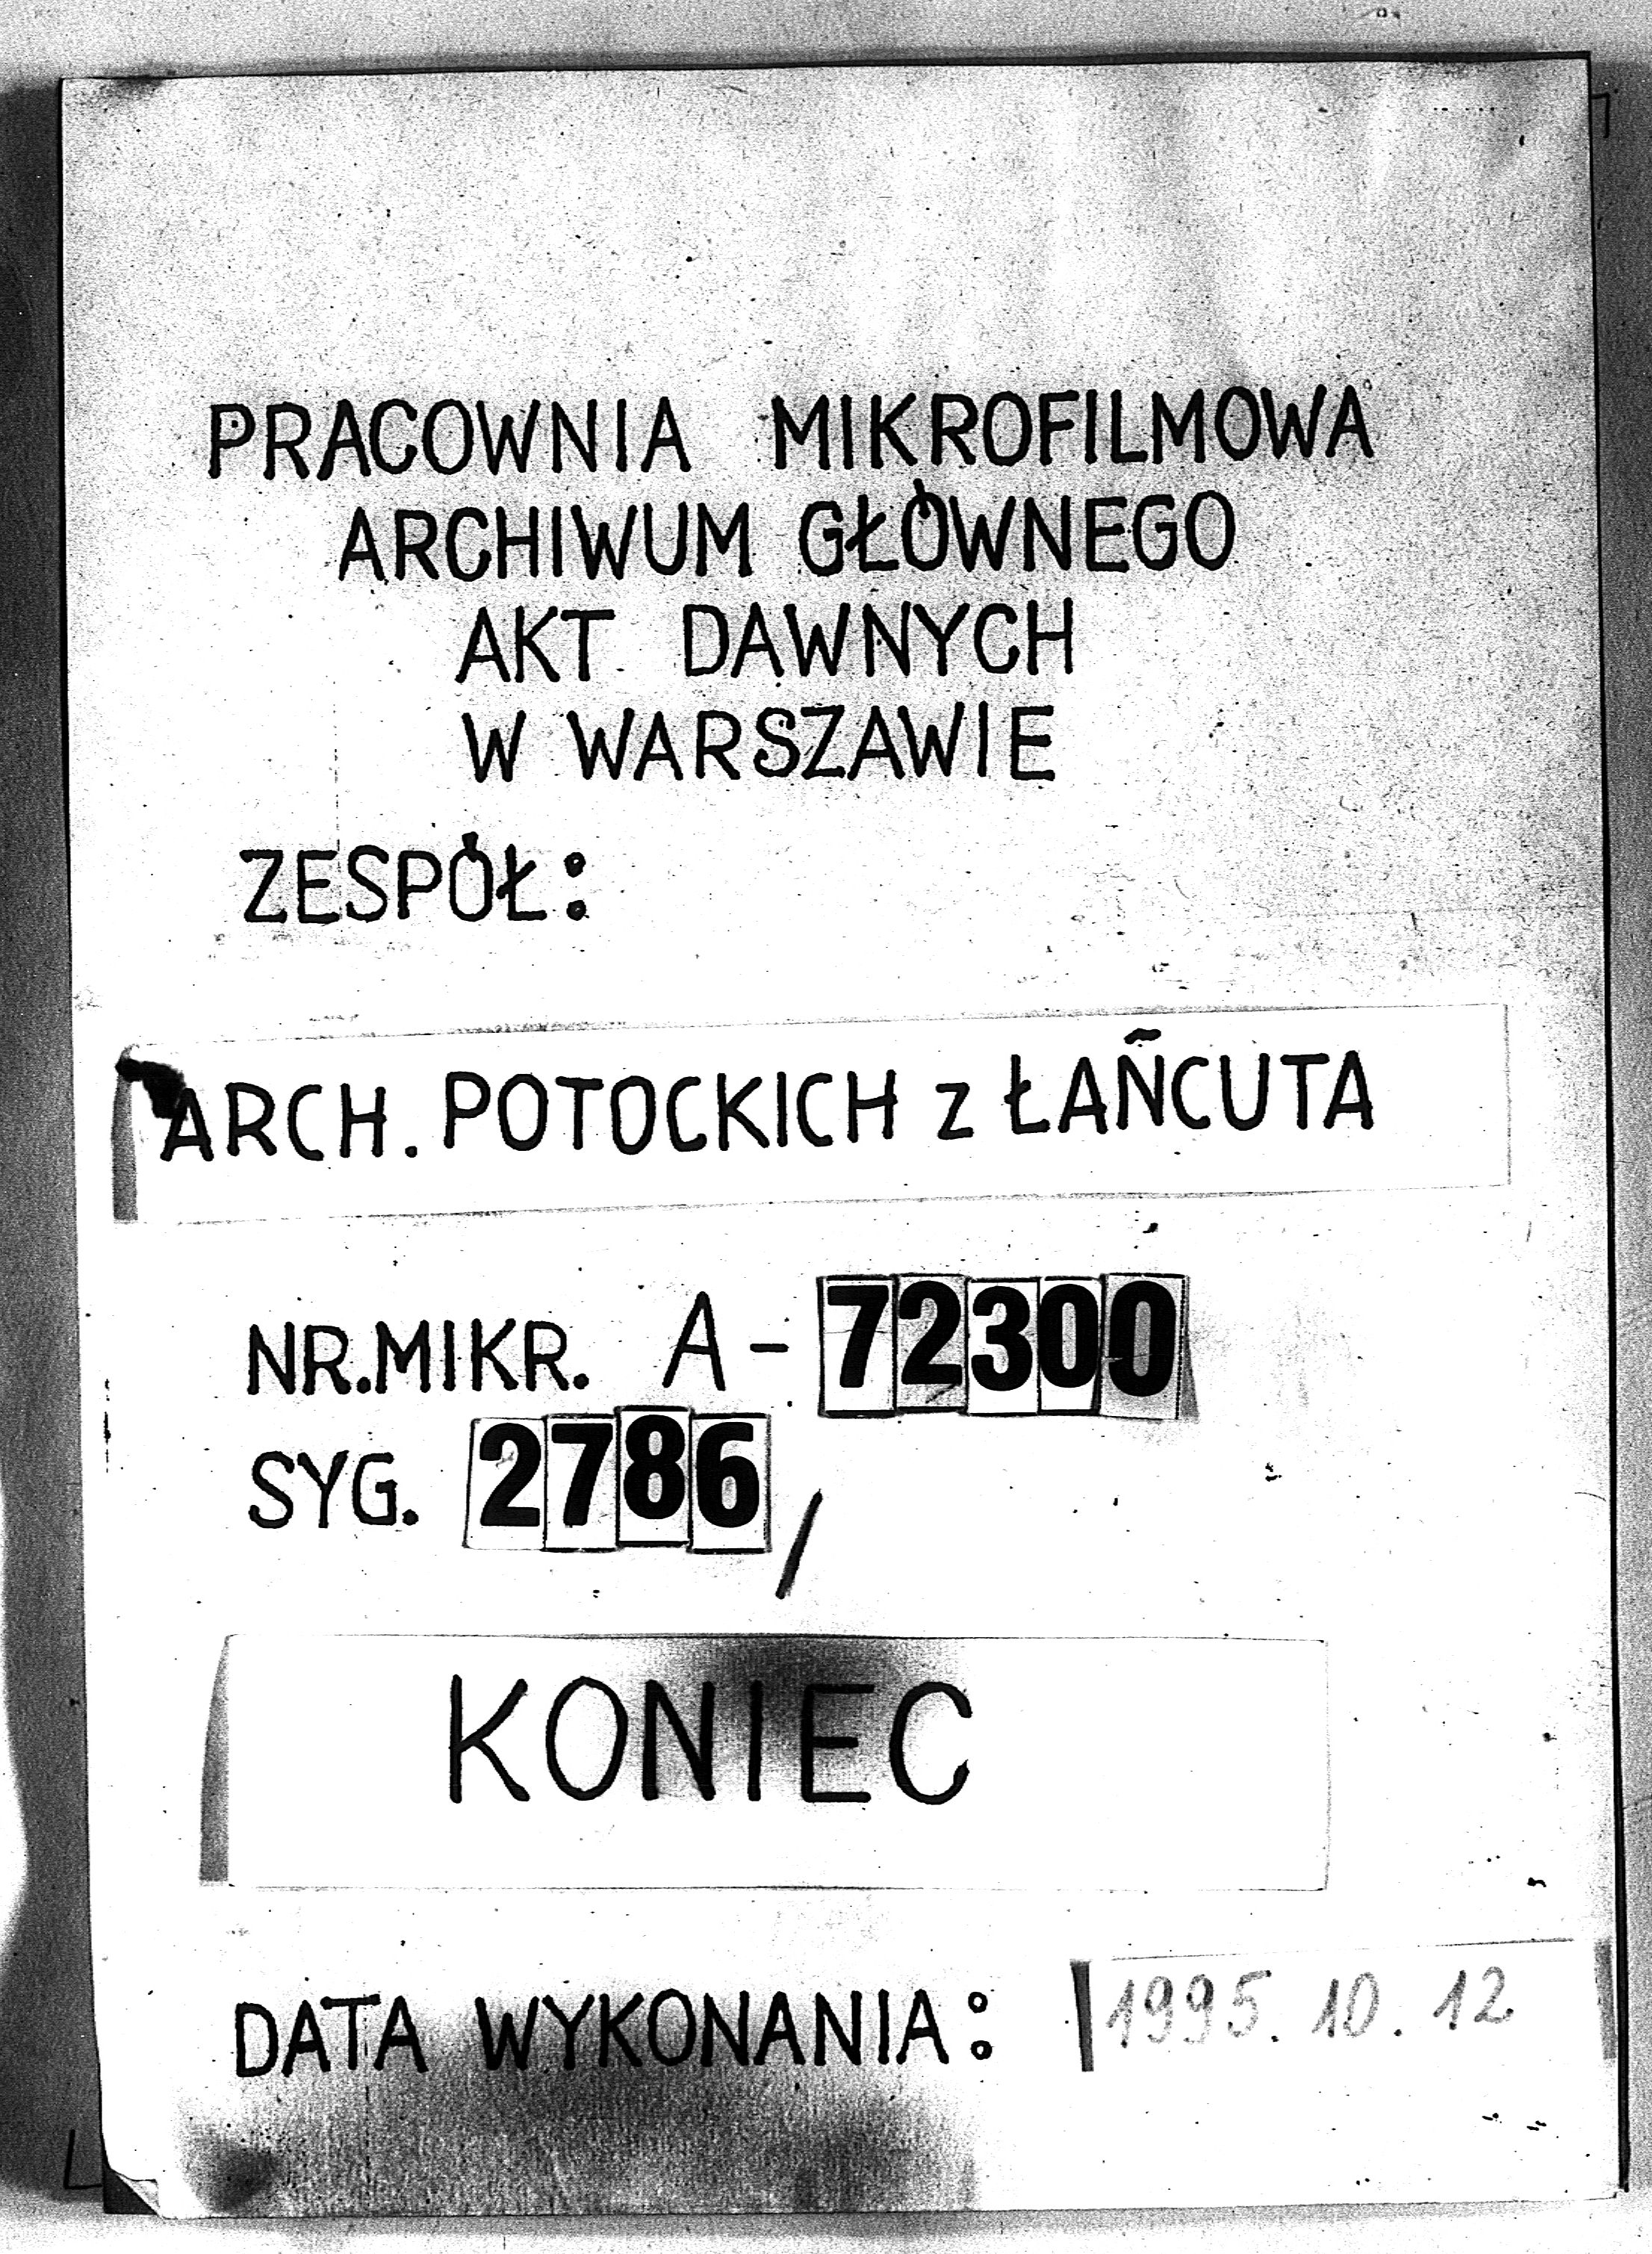 PRACOWNIA MIKROFILMOWA
ARCHIWUM GŁÓWNEGO
AKT DAWNYCH
W WARSZAWIE
ZESPÓŁ:
ARCH. POTOCKICH z ŁAŃCUTA
NR.MIKR. A-72300
SYG. 2786/
KONIEC
DATA WYKONANIA: 1995.10.12